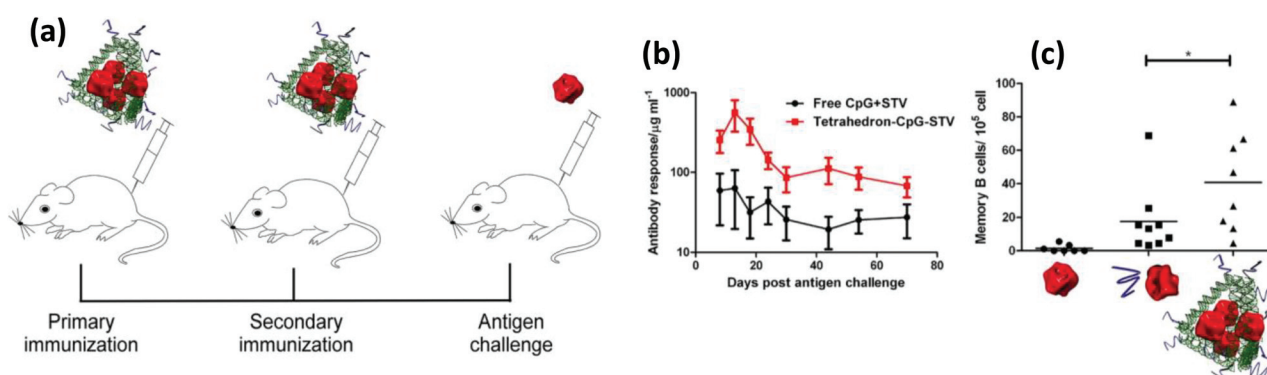 (a)
Primary
immunization
Secondary
immunization
Antigen
challenge
(b)
Antibody response/µg ml⁻¹
1000
100
10
0
20
40
60
80
Days post antigen challenge
Free CpG+STV
Tetrahedron-CpG-STV
(c)
*
Memory B cells/ 10⁵ cell
100
80
60
40
20
0